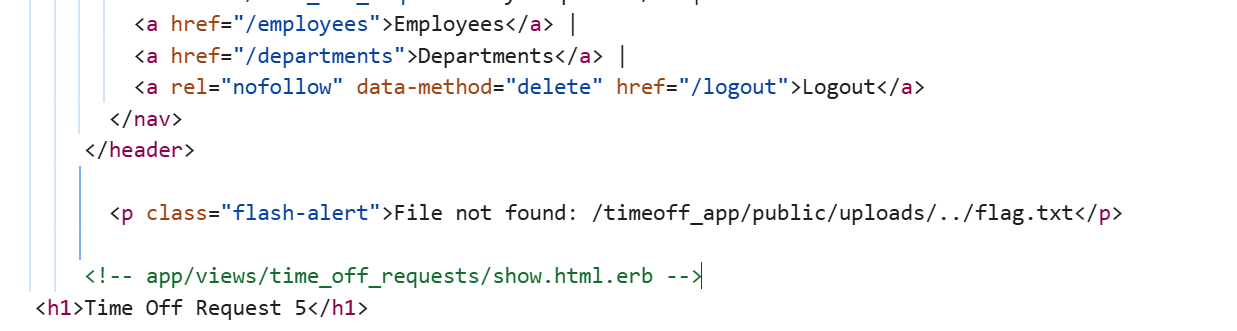 <a href="/employees">Employees</a> |
<a href="/departments">Departments</a> |
<a rel="nofollow" data-method="delete" href="/logout">Logout</a>
</nav>
</header>
<p class="flash-alert">File not found: /timeoff_app/public/uploads/../flag.txt</p>
<!-- app/views/time_off_requests/show.html.erb -->
<h1>Time Off Request 5</h1>